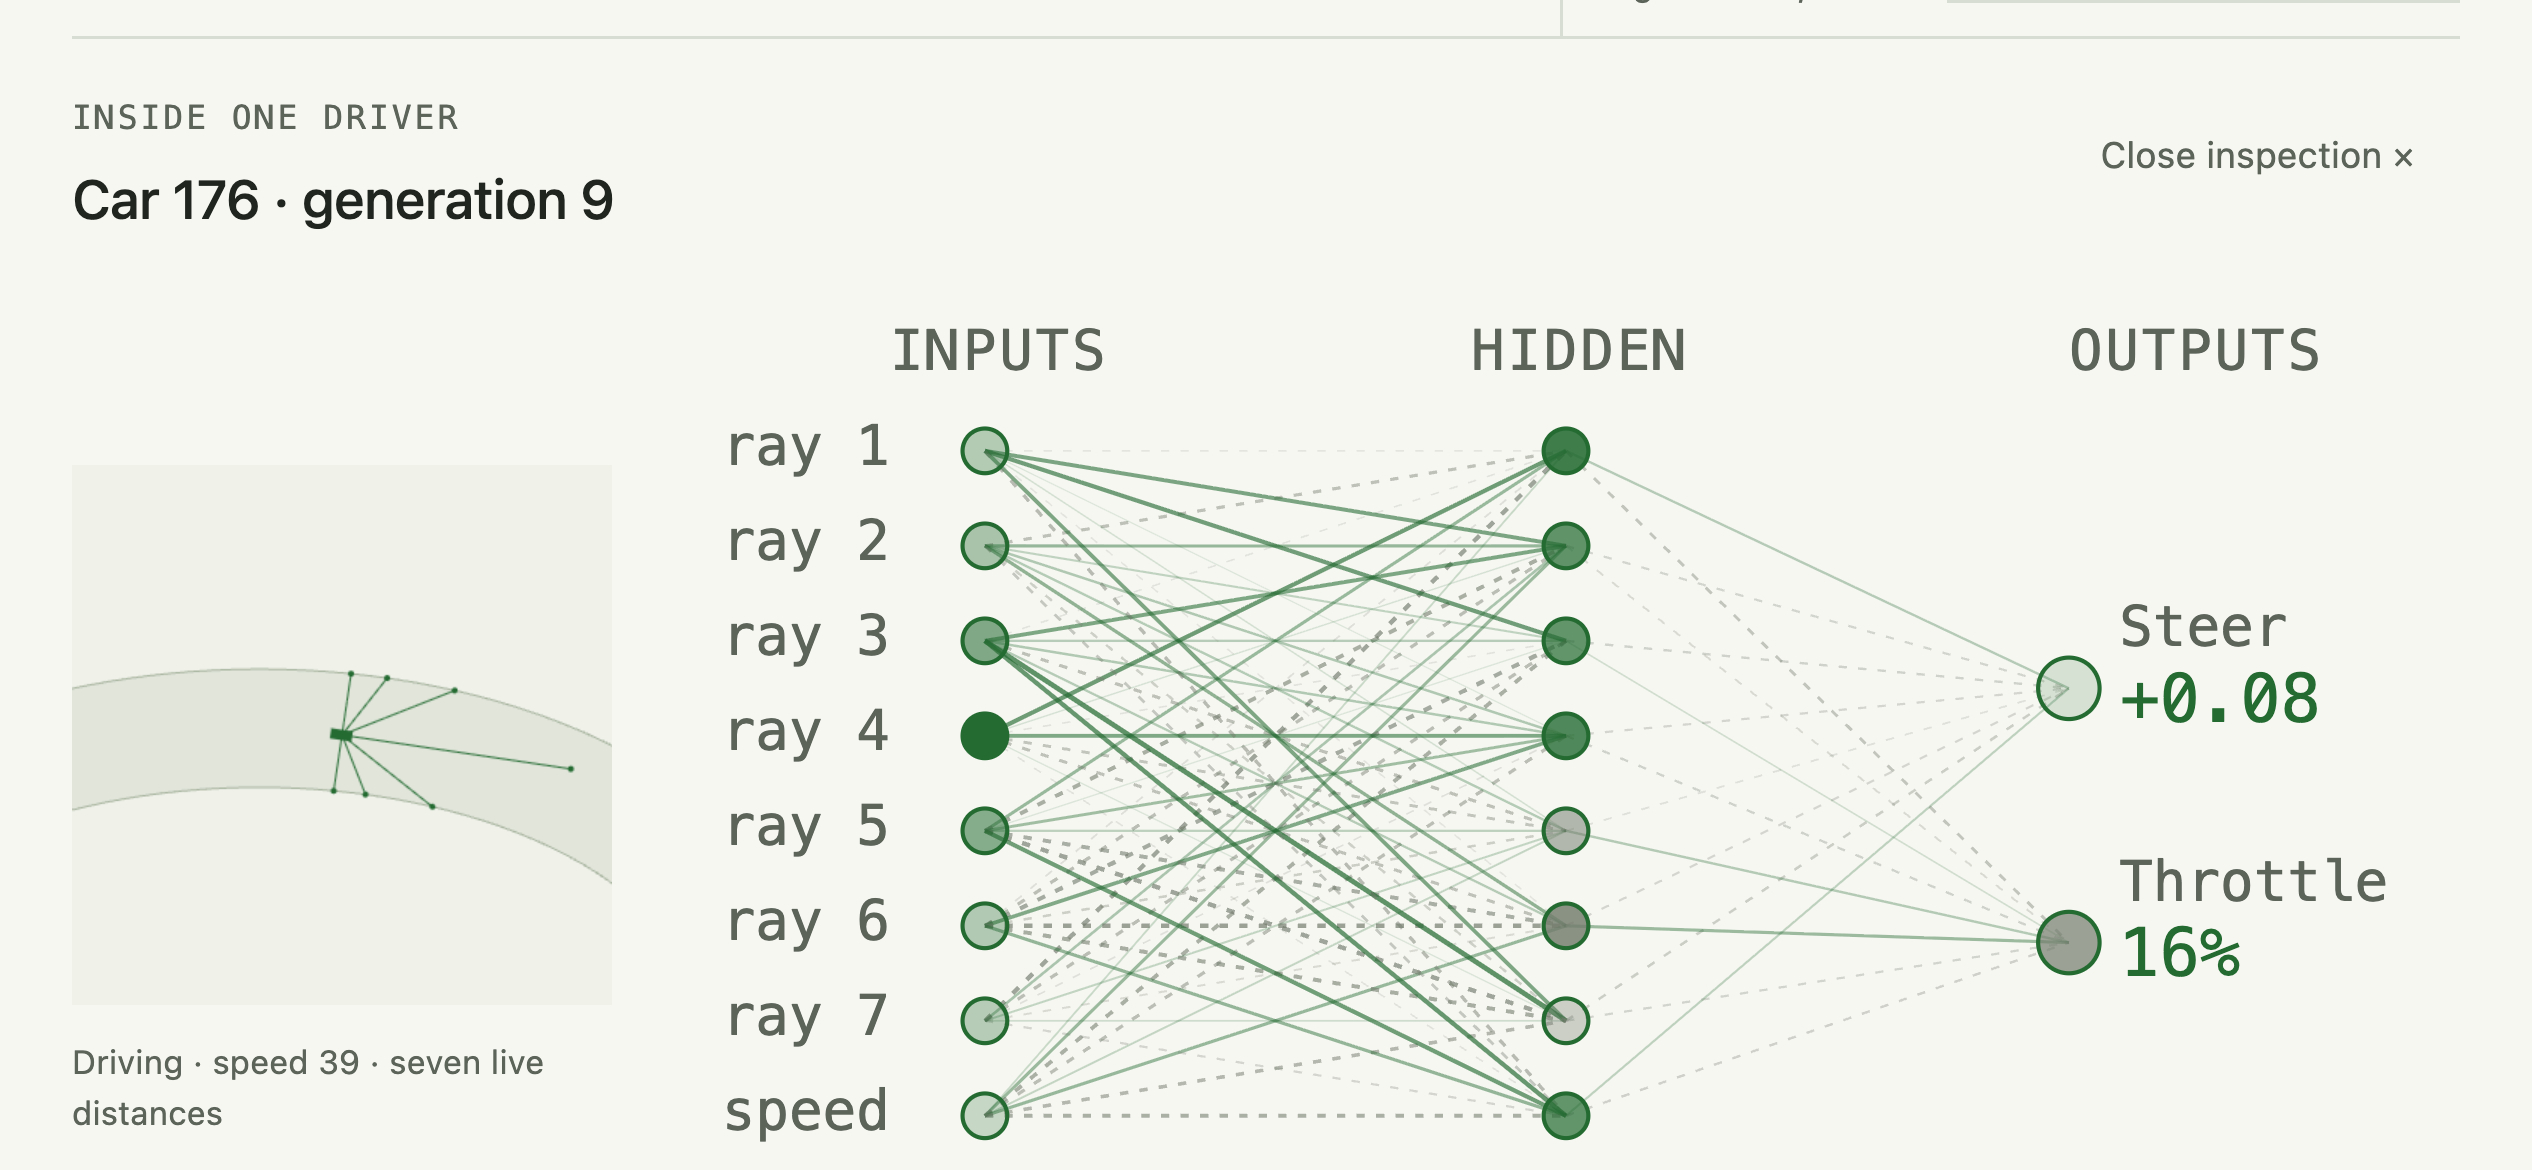 INSIDE ONE DRIVER
Car 176 · generation 9
Close inspection ×
INPUTS
HIDDEN
OUTPUTS
ray 1
ray 2
ray 3
ray 4
ray 5
ray 6
ray 7
speed
Steer
+0.08
Throttle
16%
Driving · speed 39 · seven live
distances